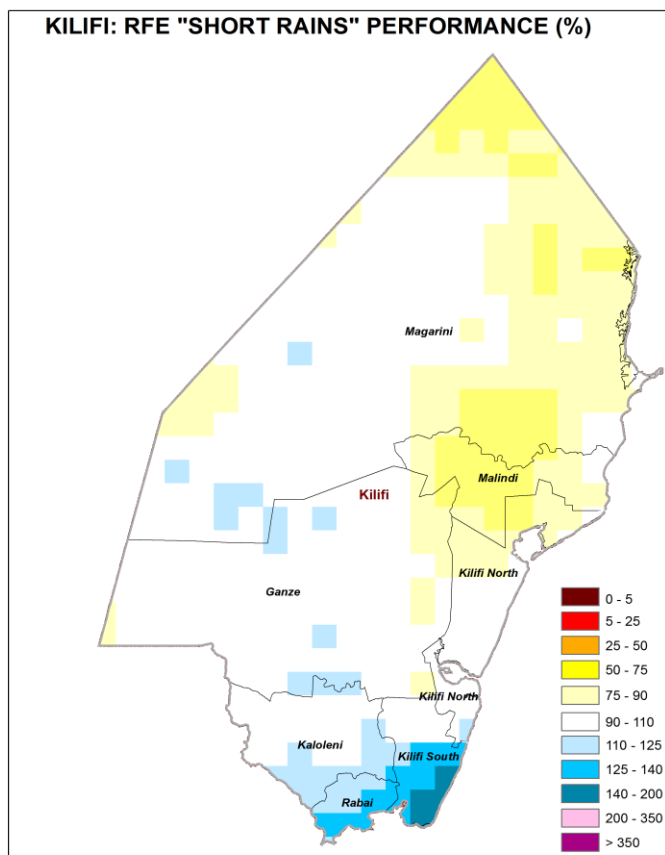 KILIFI: RFE "SHORT RAINS" PERFORMANCE (%)
Magarini
Malindi
Kilifi
Kilifi North
Ganze
Kilifi North
Kaloleni
Kilifi South
Rabai
0 - 5
5 - 25
25 - 50
50 - 75
75 - 90
90 - 110
110 - 125
125 - 140
140 - 200
200 - 350
> 350